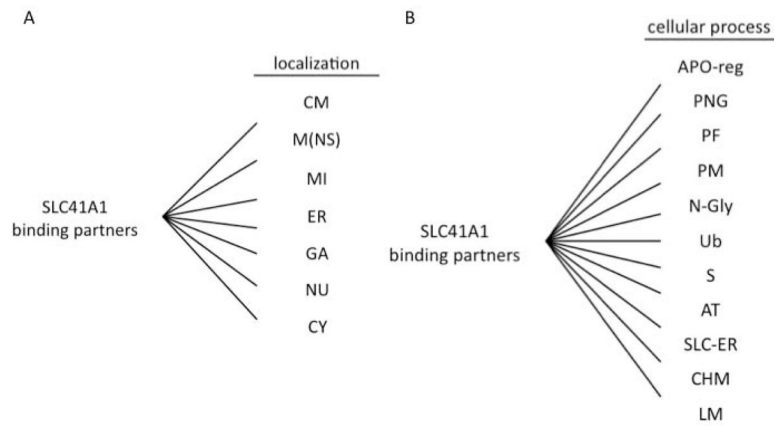 A
localization
CM
M(NS)
MI
ER
GA
NU
CY
SLC41A1
binding partners
B
cellular process
APO-reg
PNG
PF
PM
N-Gly
Ub
S
AT
SLC-ER
CHM
LM
SLC41A1
binding partners